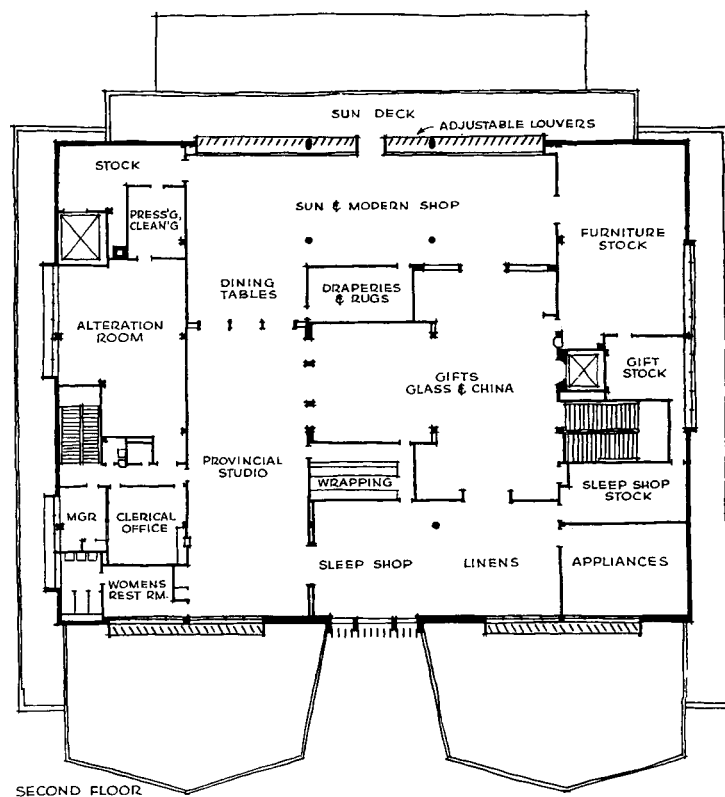 SUN DECK
ADJUSTABLE LOUVERS
STOCK
PRESS'G,
CLEAN'G
SUN & MODERN SHOP
FURNITURE
STOCK
DINING
TABLES
DRAPERIES
& RUGS
ALTERATION
ROOM
GIFT
STOCK
GIFTS
GLASS & CHINA
PROVINCIAL
STUDIO
WRAPPING
SLEEP SHOP
STOCK
MGR
CLERICAL
OFFICE
SLEEP SHOP
LINENS
APPLIANCES
WOMENS
REST RM.
SECOND FLOOR